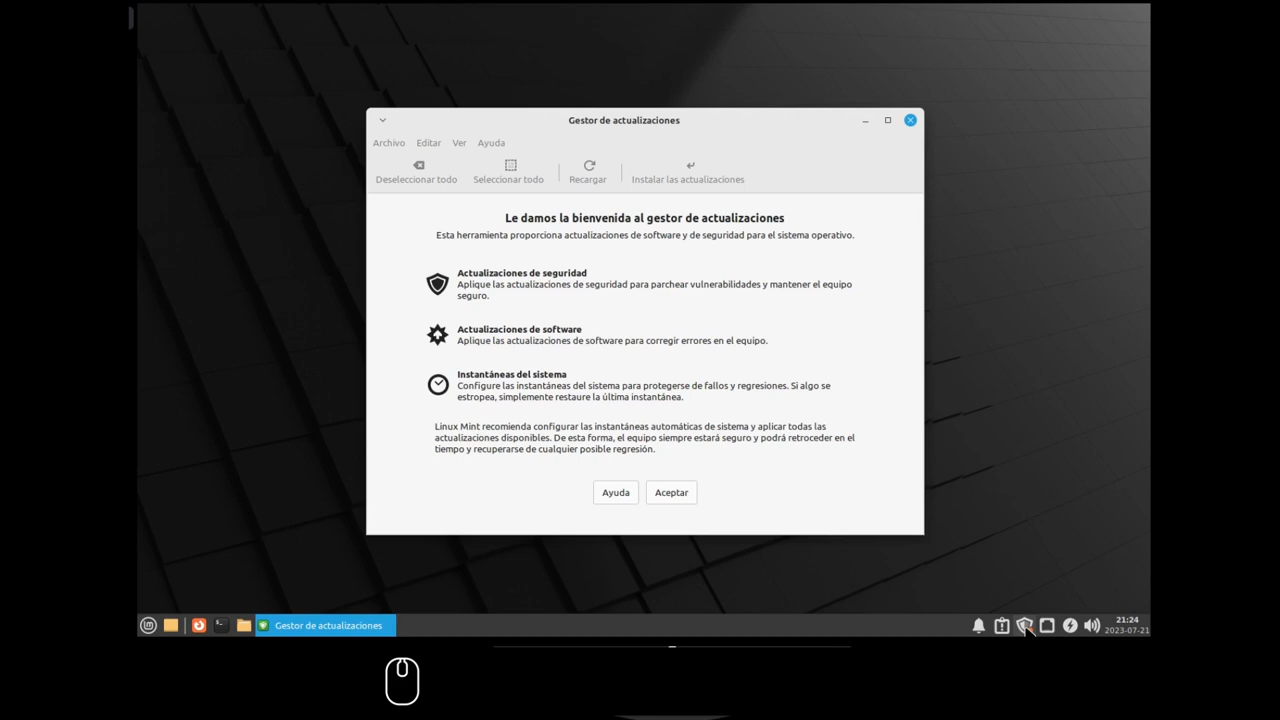 Gestor de actualizaciones
Archivo Editar Ver Ayuda
Deseleccionar todo Seleccionar todo Recargar Instalar las actualizaciones
Le damos la bienvenida al gestor de actualizaciones
Esta herramienta proporciona actualizaciones de software y de seguridad para el sistema operativo.
Actualizaciones de seguridad
Aplique las actualizaciones de seguridad para parchear vulnerabilidades y mantener el equipo
seguro.
Actualizaciones de software
Aplique las actualizaciones de software para corregir errores en el equipo.
Instantáneas del sistema
Configure las instantáneas del sistema para protegerse de fallos y regresiones. Si algo se
estropea, simplemente restaure la última instantánea.
Linux Mint recomienda configurar las instantáneas automáticas de sistema y aplicar todas las
actualizaciones disponibles. De esta forma, el equipo siempre estará seguro y podrá retroceder en el
tiempo y recuperarse de cualquier posible regresión.
Ayuda Aceptar
Gestor de actualizaciones
21:24
2023-07-21